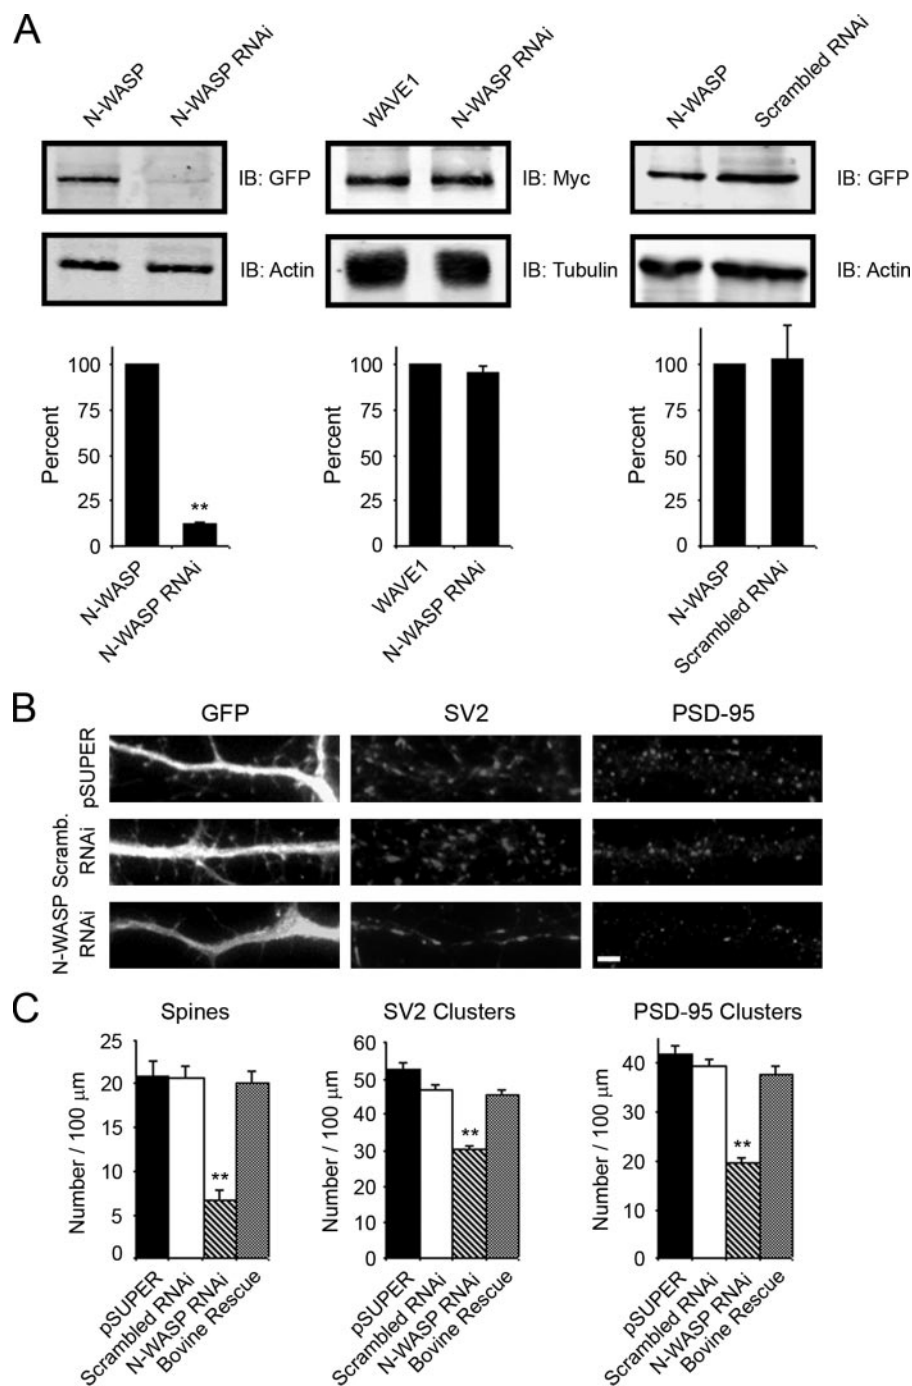 A
N-WASP
N-WASP RNAi
WAVE1
N-WASP RNAi
N-WASP
Scrambled RNAi
IB: GFP
IB: Myc
IB: GFP
IB: Actin
IB: Tubulin
IB: Actin
Percent
100
75
50
25
0
**
N-WASP
N-WASP RNAi
Percent
100
75
50
25
0
WAVE1
N-WASP RNAi
Percent
100
75
50
25
0
N-WASP
Scrambled RNAi
B
GFP
SV2
PSD-95
pSUPER
Scramb.
RNAi
N-WASP
RNAi
C
Spines
Number / 100 µm
25
20
15
10
5
0
**
pSUPER
Scrambled RNAi
N-WASP RNAi
Bovine Rescue
SV2 Clusters
Number / 100 µm
60
50
40
30
20
10
0
**
pSUPER
Scrambled RNAi
N-WASP RNAi
Bovine Rescue
PSD-95 Clusters
Number / 100 µm
40
20
0
**
pSUPER
Scrambled RNAi
N-WASP RNAi
Bovine Rescue